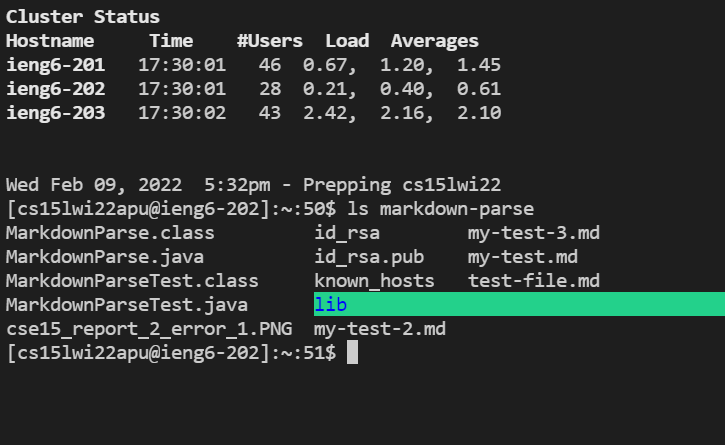 Cluster Status
Hostname     Time    #Users  Load  Averages
ieng6-201   17:30:01   46  0.67,  1.20,  1.45
ieng6-202   17:30:01   28  0.21,  0.40,  0.61
ieng6-203   17:30:02   43  2.42,  2.16,  2.10
Wed Feb 09, 2022  5:32pm - Prepping cs15lwi22
[cs15lwi22apu@ieng6-202]:~:50$ ls markdown-parse
MarkdownParse.class         id_rsa        my-test-3.md
MarkdownParse.java          id_rsa.pub    my-test.md
MarkdownParseTest.class     known_hosts   test-file.md
MarkdownParseTest.java      lib
cse15_report_2_error_1.PNG  my-test-2.md
[cs15lwi22apu@ieng6-202]:~:51$